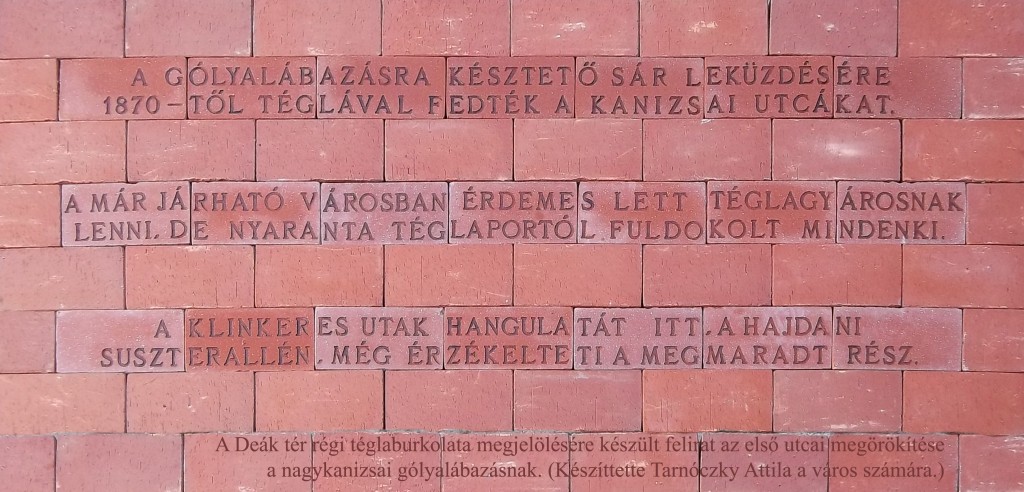 A GÓLYALÁBAZÁSRA KÉSZTETŐ SÁR LEKÜZDÉSÉRE
1870-TŐL TÉGLÁVAL FEDTÉK A KANIZSAI UTCÁKAT.
A MÁR JÁRHATÓ VÁROSBAN ÉRDEMES LETT TÉGLAGYÁROSNAK
LENNI, DE NYARANTA TÉGLAPORTÓL FULDOKOLT MINDENKI.
A KLINKERES UTAK HANGULATÁT ITT, A HAJDANI
SUSZTERALLÉN, MÉG ÉRZÉKELTETI A MEGMARADT RÉSZ.
A Deák tér régi téglaburkolata megjelölésére készült felirat az első utcai megörökítése
a nagykanizsai gólyalábazásnak. (Készíttette Tarnóczky Attila a város számára.)